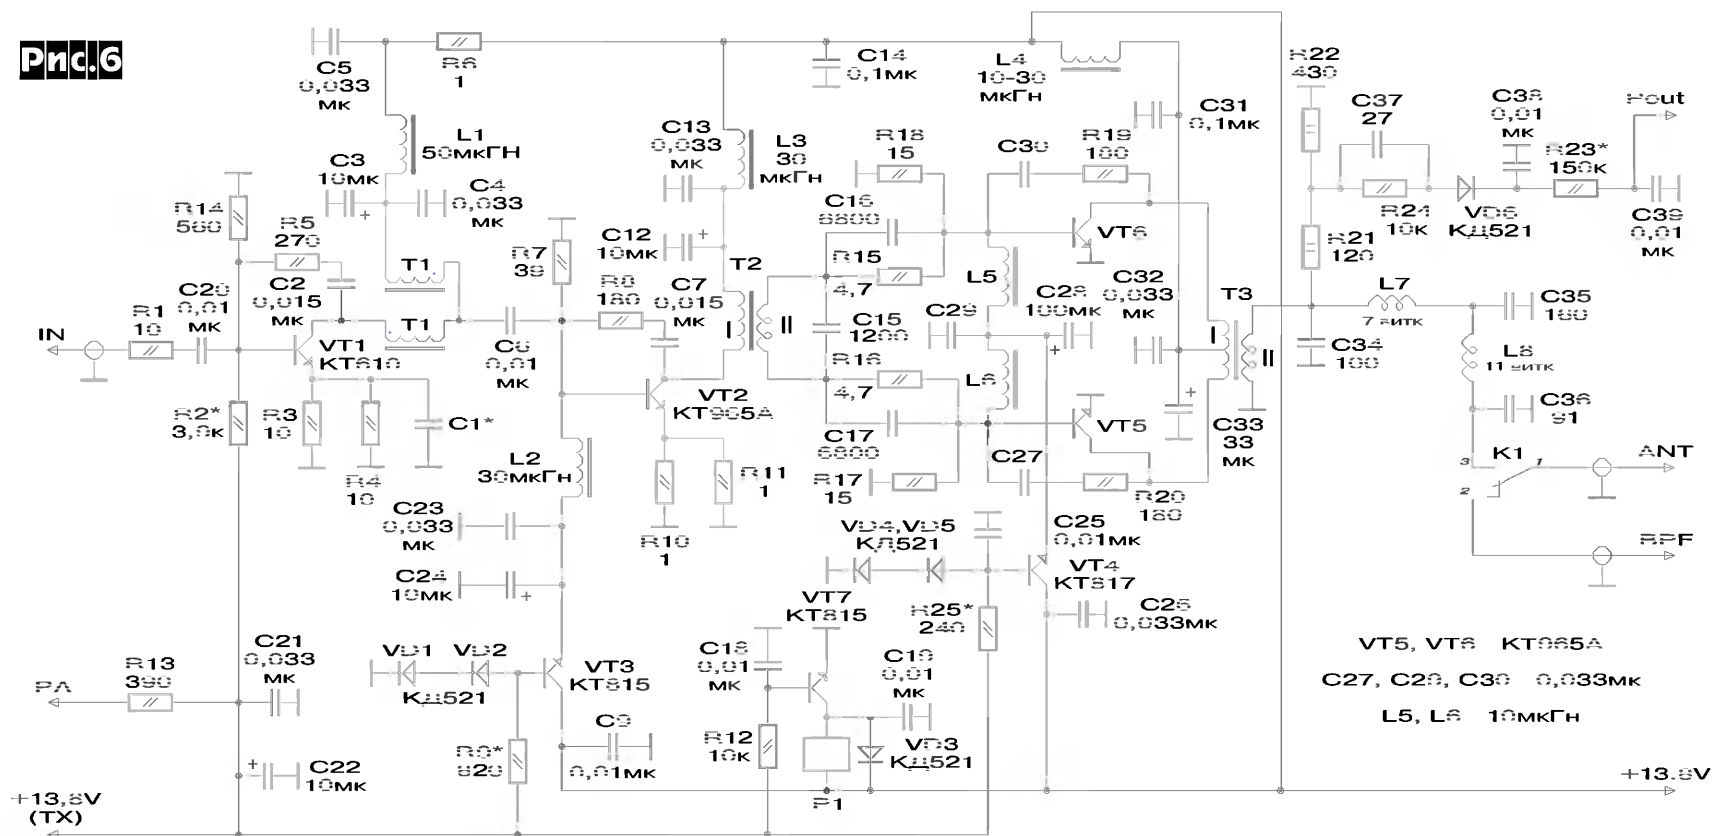 Рис.6
C5
0,033
мк
R6
1
C14
0,1мк
L4
10-30
мкГн
R22
430
C31
0,1мк
C37
27
C38
0,01
мк
Pout
L1
50мкГН
C3
10мк
+
C4
0,033
мк
C13
0,033
мк
L3
30
мкГн
R18
15
C30
R19
180
R23*
150к
R24
10к
VD6
КД521
C39
0,01
мк
R14
560
R5
270
R7
39
C12
10мк
+
C16
6800
VT6
R21
120
T1
R8
180
C7
0,015
мк
T2
R15
4,7
L5
C32
0,033
мк
C2
0,015
мк
C20
0,01
мк
R1
10
IN
T1
VT1
КТ610
C6
0,01
мк
I
II
C15
1200
C29
C28
100мк
+
T3
I
II
L7
7 витк
C35
180
C34
100
L8
11 витк
R16
4,7
L6
VT2
КТ965А
R2*
3,9к
R3
10
R4
10
C1*
C17
6800
VT5
+
C33
33
мк
C36
91
L2
30мкГн
R11
1
R17
15
C27
R20
180
K1
3
1
2
ANT
C23
0,033
мк
R10
1
VD4,VD5
КД521
C25
0,01мк
RPF
C24
10мк
+
VT4
КТ817
VT7
КТ815
R25*
240
C26
0,033мк
R13
390
C21
0,033
мк
VD1
VD2
КД521
VT3
КТ815
C18
0,01
мк
C19
0,01
мк
VT5, VT6 КТ965А
C27, C29, C30 0,033мк
L5, L6 10мкГн
PA
C9
0,01мк
R12
10к
VD3
КД521
R9*
820
+
C22
10мк
P1
+13.8V
+13,8V
(TX)